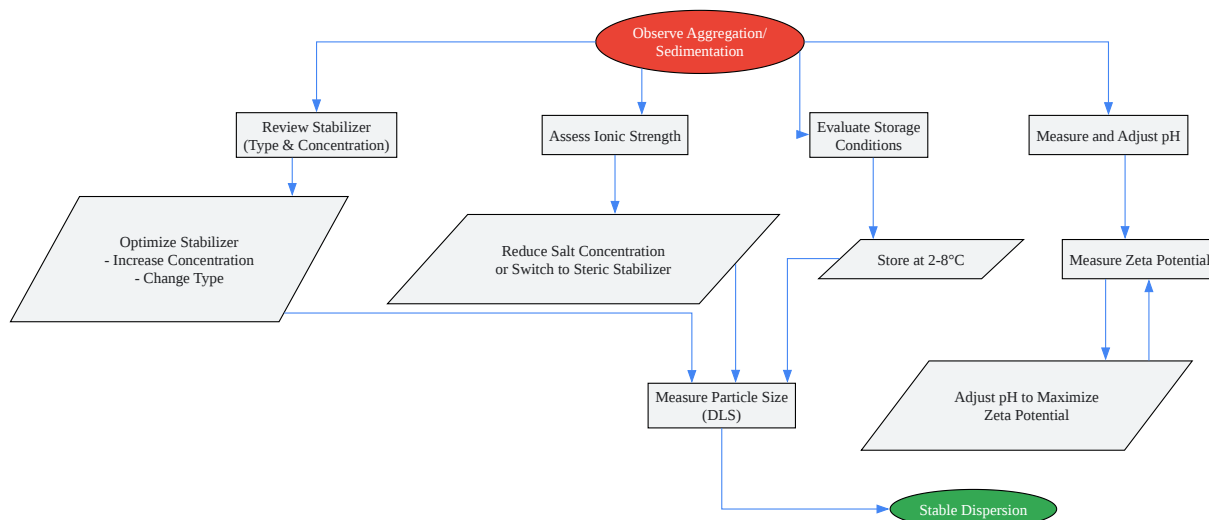 Observe Aggregation/
Sedimentation
Review Stabilizer
(Type & Concentration)
Assess Ionic Strength
Evaluate Storage
Conditions
Measure and Adjust pH
Optimize Stabilizer
- Increase Concentration
- Change Type
Reduce Salt Concentration
or Switch to Steric Stabilizer
Store at 2-8°C
Measure Zeta Potential
Measure Particle Size
(DLS)
Adjust pH to Maximize
Zeta Potential
Stable Dispersion